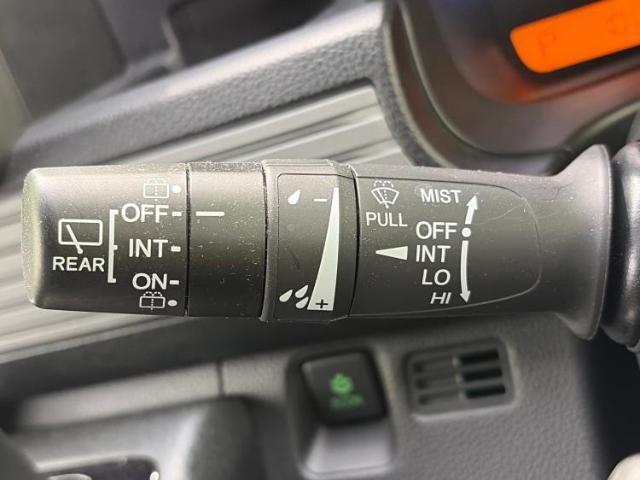 REAR
OFF
INT
ON
−
+
PULL
MIST
OFF
INT
LO
HI
P